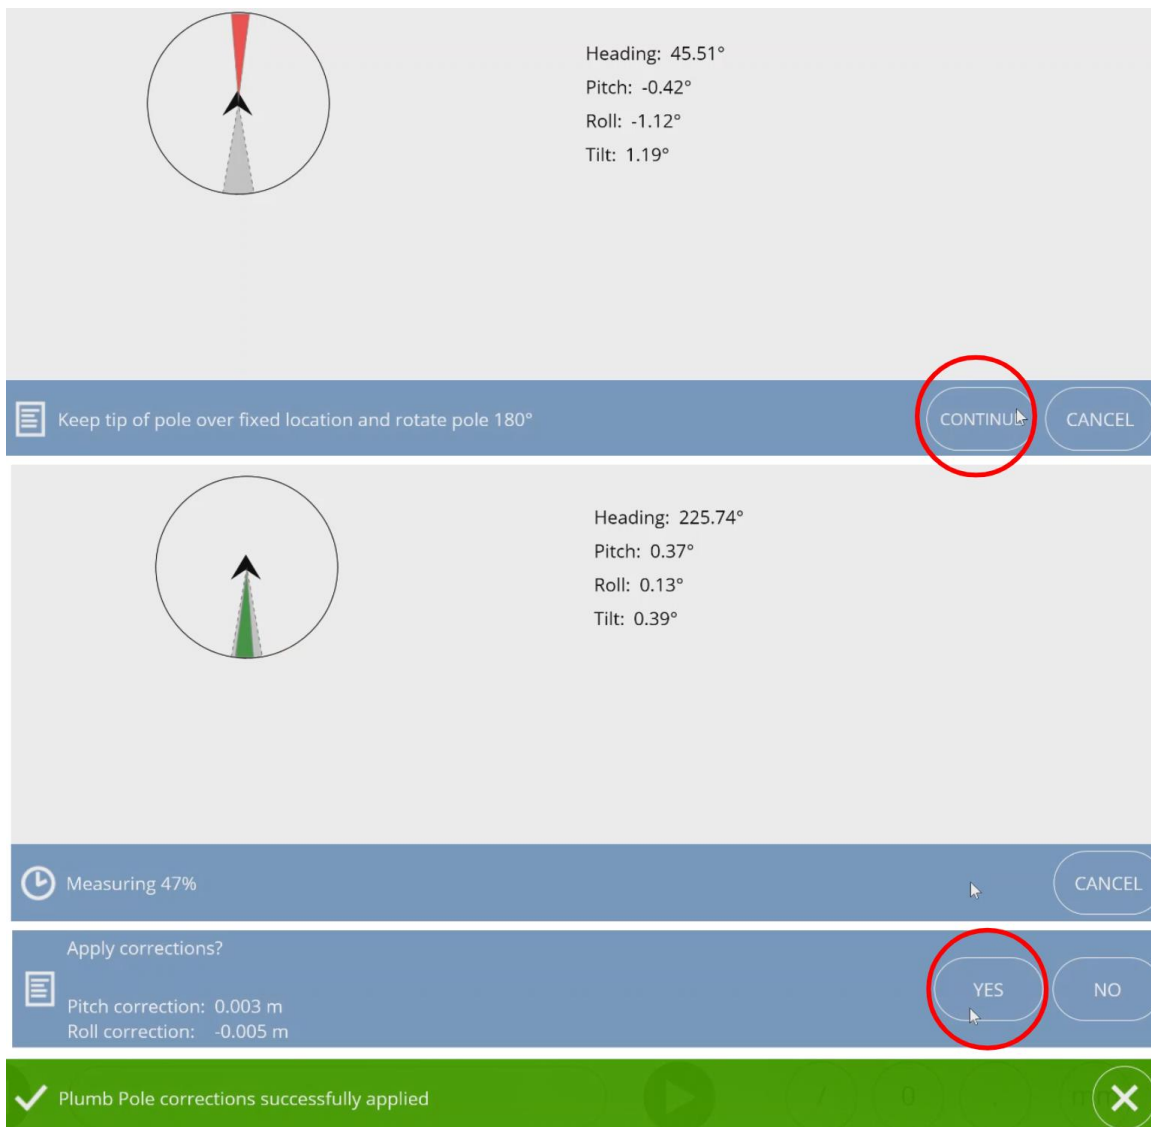 Heading: 45.51°
Pitch: -0.42°
Roll: -1.12°
Tilt: 1.19°
Keep tip of pole over fixed location and rotate pole 180°
CONTINUE CANCEL
Heading: 225.74°
Pitch: 0.37°
Roll: 0.13°
Tilt: 0.39°
Measuring 47%
CANCEL
Apply corrections?
YES NO
Pitch correction: 0.003 m
Roll correction: -0.005 m
Plumb Pole corrections successfully applied